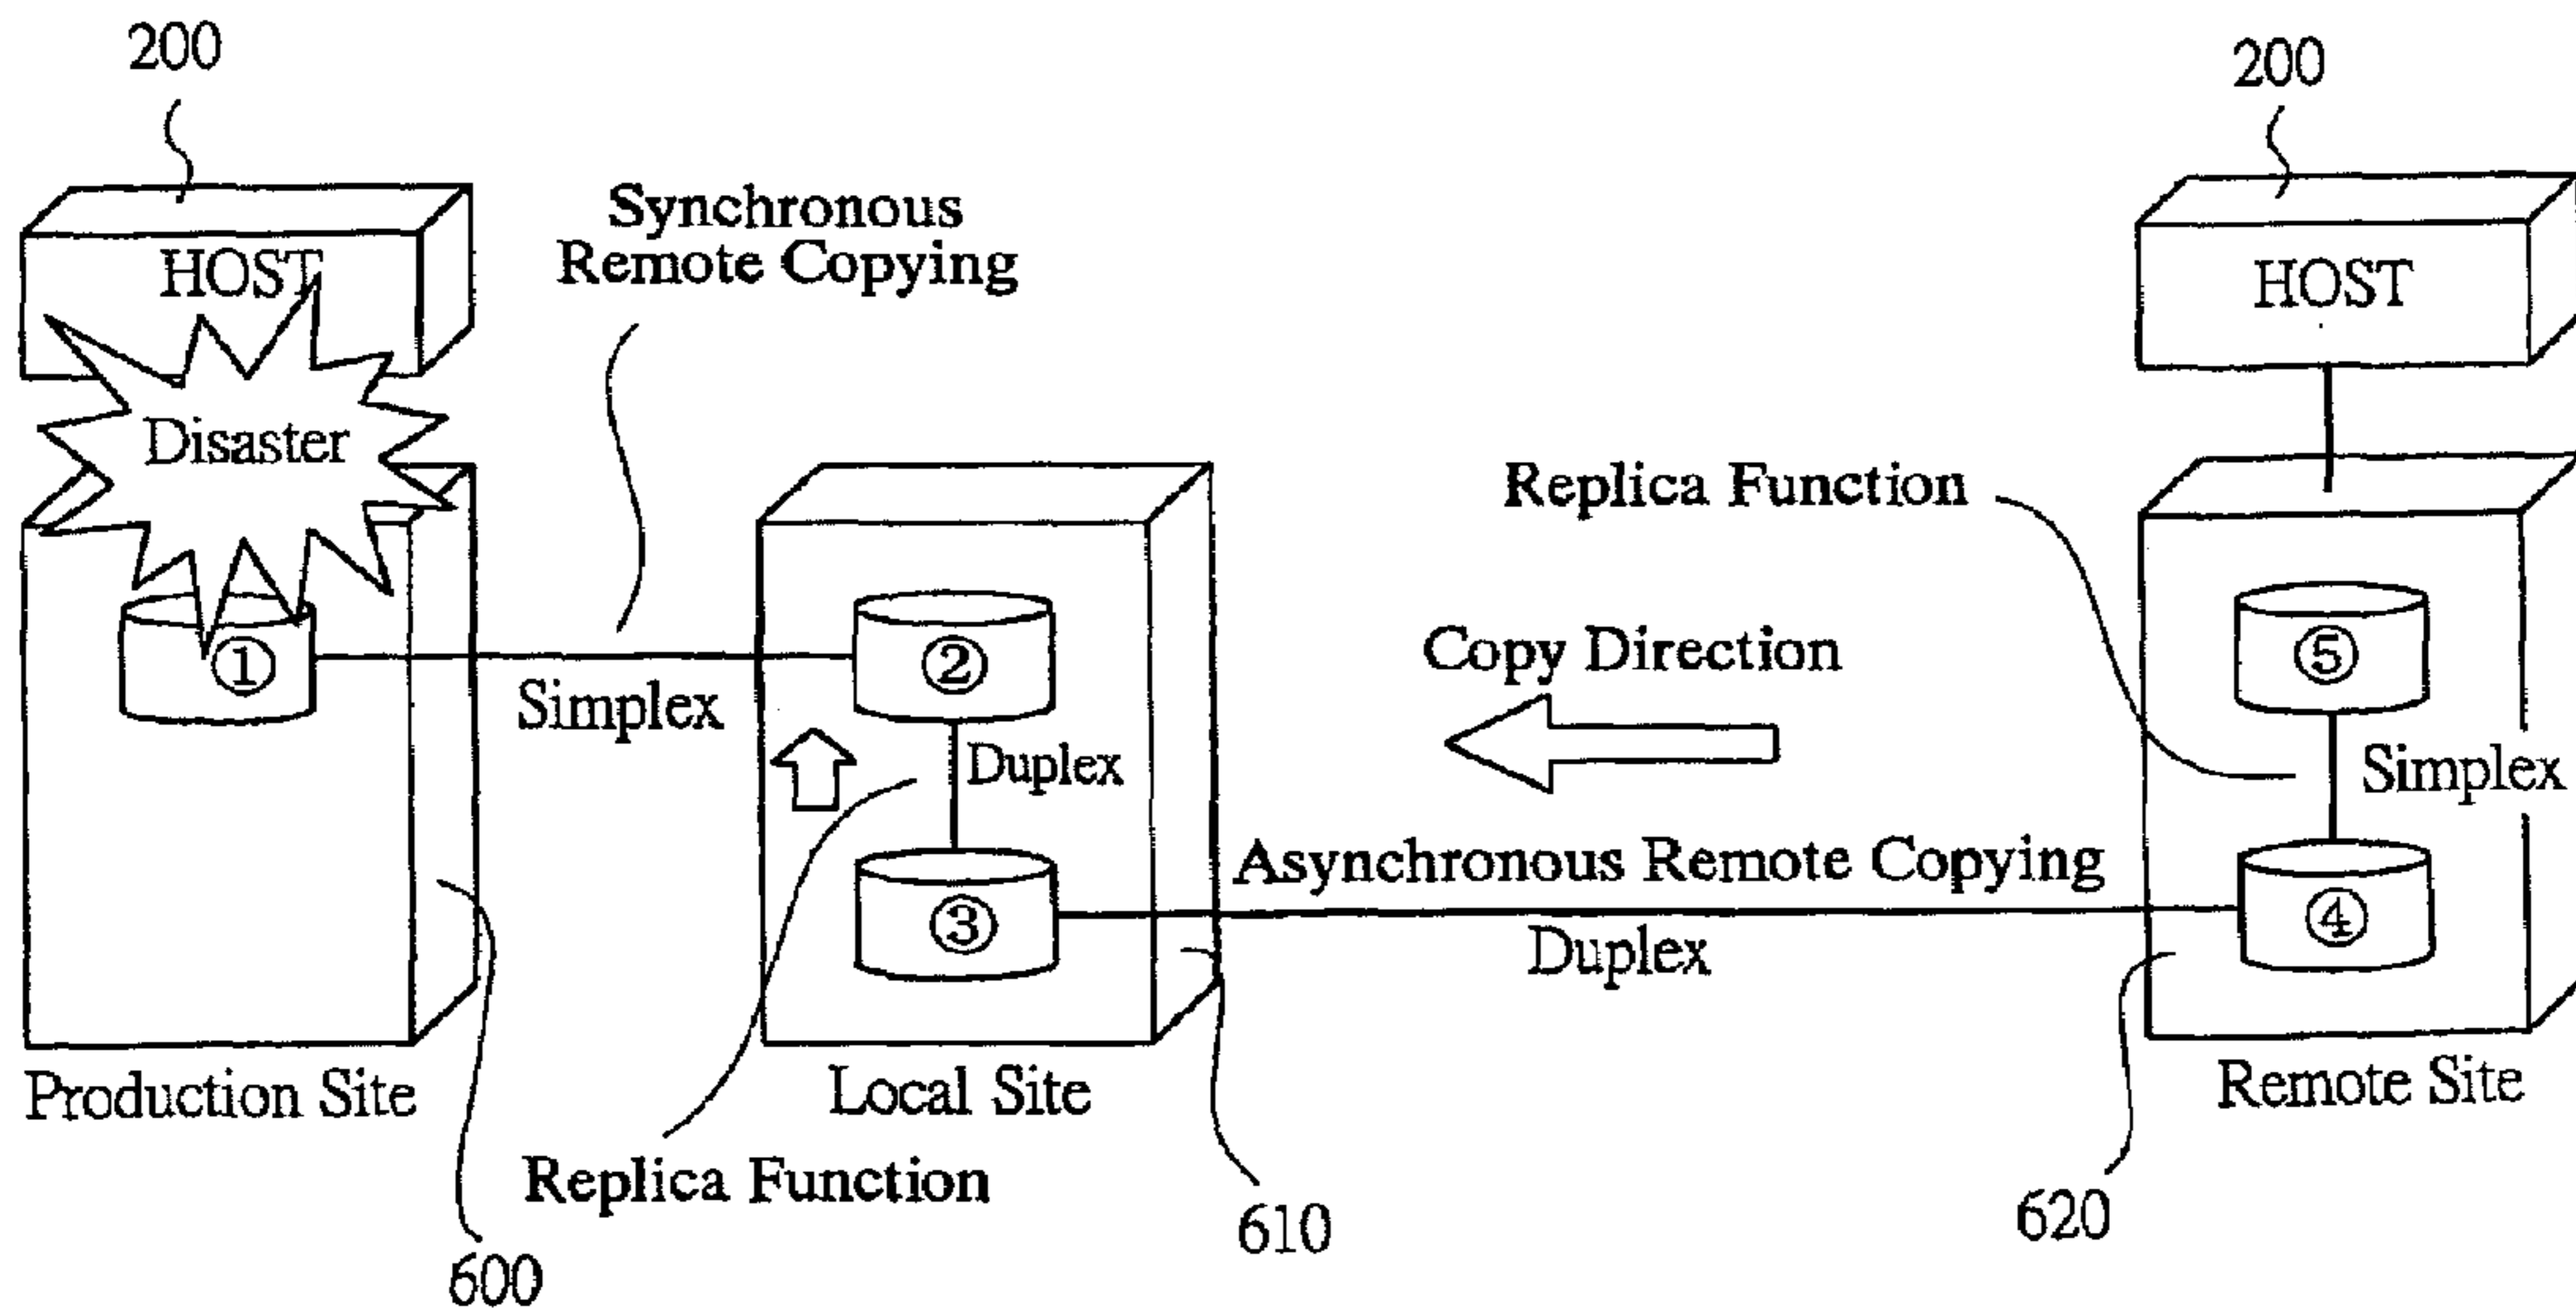 200
200
HOST
Synchronous
Remote Copying
HOST
Disaster
Replica Function
①
②
⑤
Simplex
Copy Direction
Duplex
Simplex
Asynchronous Remote Copying
③
④
Duplex
Production Site
Local Site
Remote Site
Replica Function
600
610
620